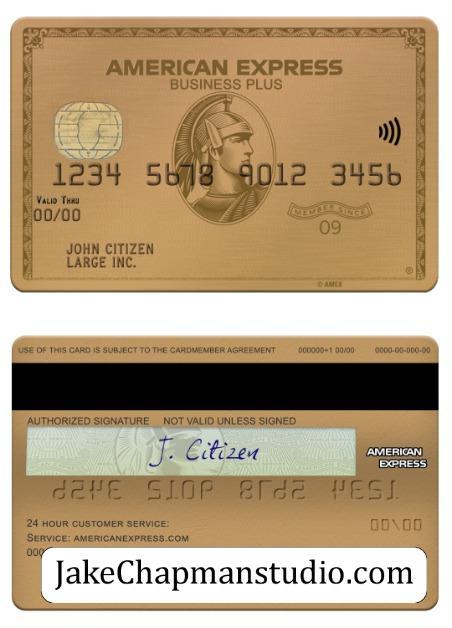 AMERICAN EXPRESS
BUSINESS PLUS
1234 5678 9012 3456
VALID THRU
00/00
MEMBER SINCE
09
JOHN CITIZEN
LARGE INC.
®
© AMEX
USE OF THIS CARD IS SUBJECT TO THE CARDMEMBER AGREEMENT 000000+1 00/00 0000-00-000-00
AUTHORIZED SIGNATURE NOT VALID UNLESS SIGNED
J. Citizen
AMERICAN
EXPRESS
1234 5678 9012 3456
24 HOUR CUSTOMER SERVICE:
00/00
SERVICE: AMERICANEXPRESS.COM
000
JakeChapmanstudio.com